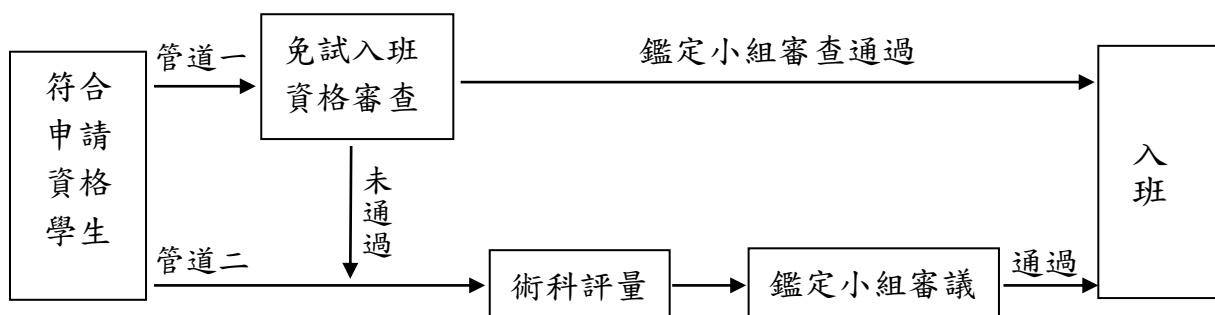 符合
申請
資格
學生
管道一
免試入班
資格審查
鑑定小組審查通過
未通過
管道二
術科評量
鑑定小組審議
通過
入
班